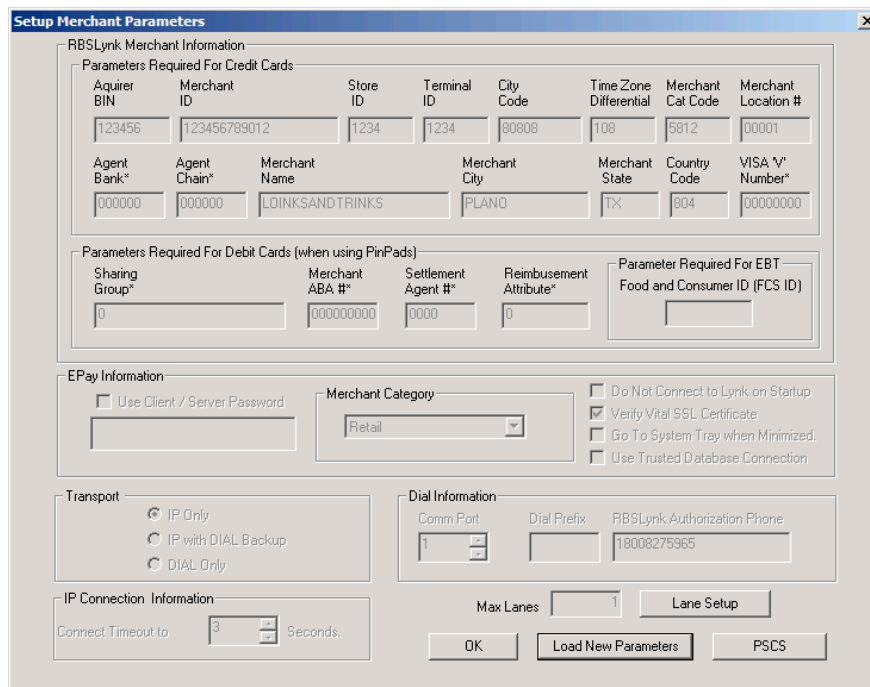 Setup Merchant Parameters
RBSLynk Merchant Information
Parameters Required For Credit Cards
Aquirer BIN Merchant ID Store ID Terminal ID City Code Time Zone Differential Merchant Cat Code Merchant Location #
123456 123456789012 1234 1234 80808 108 5812 00001
Agent Bank* Agent Chain* Merchant Name Merchant City Merchant State Country Code VISA 'V' Number*
000000 000000 LOINKSANDTRINKS PLANO TX 804 00000000
Parameters Required For Debit Cards (when using PinPads)
Sharing Group* Merchant ABA #* Settlement Agent #* Reimbusement Attribute*
0 000000000 0000 0
Parameter Required For EBT
Food and Consumer ID (FCS ID)
EPay Information
Use Client / Server Password
Merchant Category
Retail
Do Not Connect to Lynk on Startup
Verify Vital SSL Certificate
Go To System Tray when Minimized.
Use Trusted Database Connection
Transport
IP Only
IP with DIAL Backup
DIAL Only
Dial Information
Comm Port Dial Prefix RBSLynk Authorization Phone
1 18008275965
IP Connection Information
Connect Timeout to 3 Seconds.
Max Lanes 1 Lane Setup
OK Load New Parameters PSCS